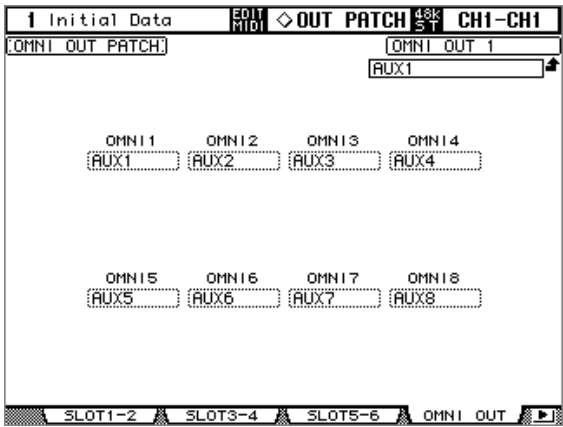 1 Initial Data EDIT MIDI ◇OUT PATCH 48k ST CH1-CH1
OMNI OUT PATCH OMNI OUT 1
AUX1
OMNI1 OMNI2 OMNI3 OMNI4
AUX1 AUX2 AUX3 AUX4
OMNI5 OMNI6 OMNI7 OMNI8
AUX5 AUX6 AUX7 AUX8
SLOT1-2 SLOT3-4 SLOT5-6 OMNI OUT